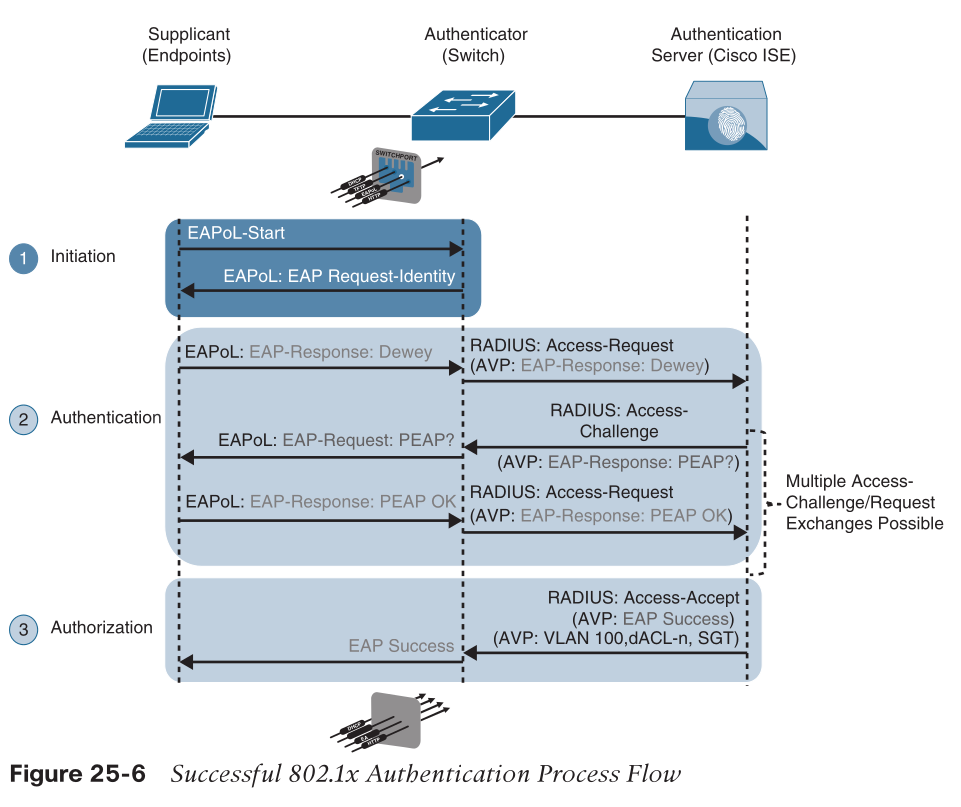 Supplicant
(Endpoints)
Authenticator
(Switch)
Authentication
Server (Cisco ISE)
SWITCHPORT
DHCP
TFTP
EAPoL
HTTP
1
Initiation
EAPoL-Start
EAPoL: EAP Request-Identity
2
Authentication
EAPoL: EAP-Response: Dewey
RADIUS: Access-Request
(AVP: EAP-Response: Dewey)
RADIUS: Access-
Challenge
EAPoL: EAP-Request: PEAP?
(AVP: EAP-Response: PEAP?)
EAPoL: EAP-Response: PEAP OK
RADIUS: Access-Request
(AVP: EAP-Response: PEAP OK)
Multiple Access-
Challenge/Request
Exchanges Possible
3
Authorization
RADIUS: Access-Accept
(AVP: EAP Success)
(AVP: VLAN 100,dACL-n, SGT)
EAP Success
DHCP
HTTP
Figure 25-6 Successful 802.1x Authentication Process Flow